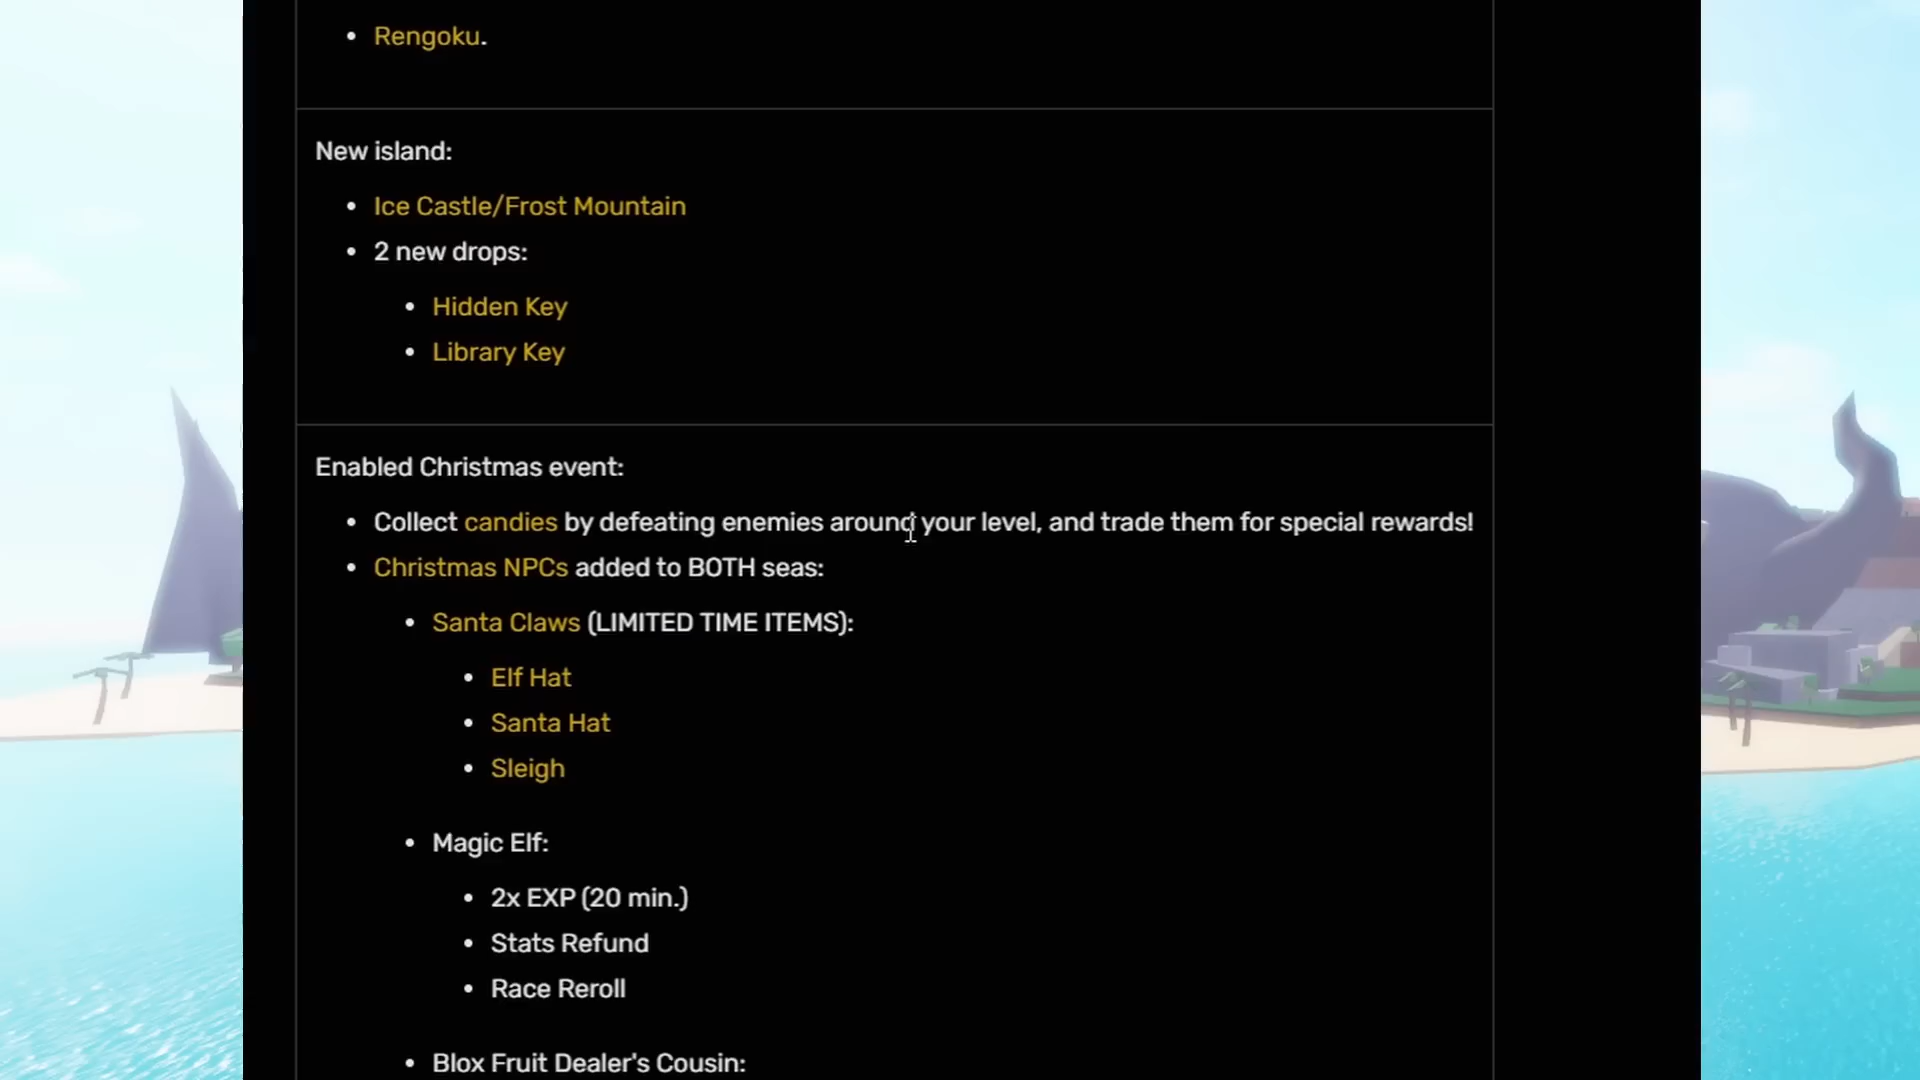 Rengoku.
New island:
Ice Castle/Frost Mountain
2 new drops:
Hidden Key
Library Key
Enabled Christmas event:
Collect candies by defeating enemies around your level, and trade them for special rewards!
Christmas NPCs added to BOTH seas:
Santa Claws (LIMITED TIME ITEMS):
Elf Hat
Santa Hat
Sleigh
Magic Elf:
2x EXP (20 min.)
Stats Refund
Race Reroll
Blox Fruit Dealer's Cousin: